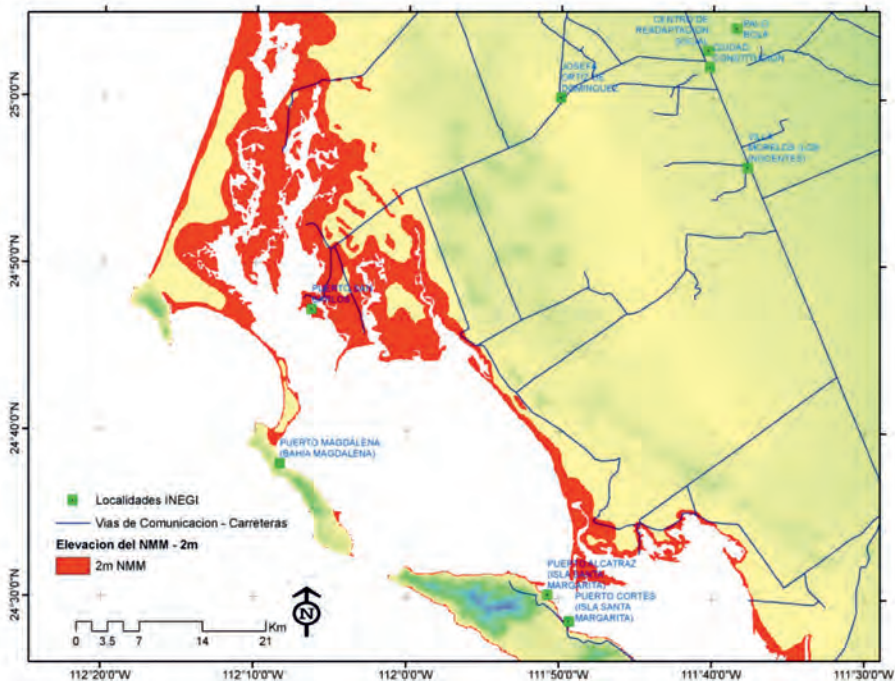 CENTRO DE
READAPTACION
PALO
BOLA
CIUDAD
CONSTITUCION
JOSEFA
ORTIZ DE
DOMINGUEZ
VILLA
MORELOS (LOS
INOCENTES)
25°0'0"N
24°50'0"N
24°40'0"N
24°30'0"N
PUERTO
PUERTO MAGDALENA
(BAHIA MAGDALENA)
Localidades INEGI
Vias de Comunicacion - Carreteras
Elevacion del NMM - 2m
2m NMM
PUERTO ALCATRAZ
(ISLA SANTA
MARGARITA)
PUERTO CORTES
(ISLA SANTA
MARGARITA)
N
Km
0 3.5 7 14 21
112°20'0"W 112°10'0"W 112°0'0"W 111°50'0"W 111°40'0"W 111°30'0"W